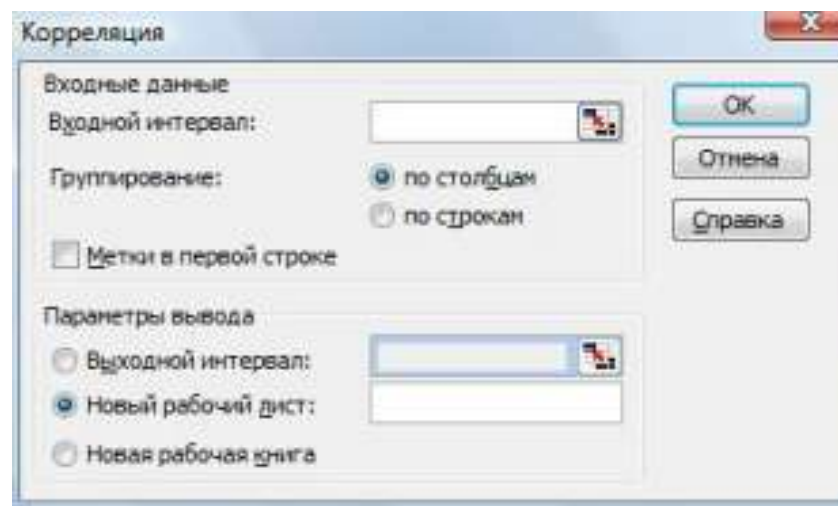 Корреляция
Входные данные
Входной интервал:
Группирование:
по столбцам
по строкам
Метки в первой строке
OK
Отмена
Справка
Параметры вывода
Выходной интервал:
Новый рабочий лист:
Новая рабочая книга